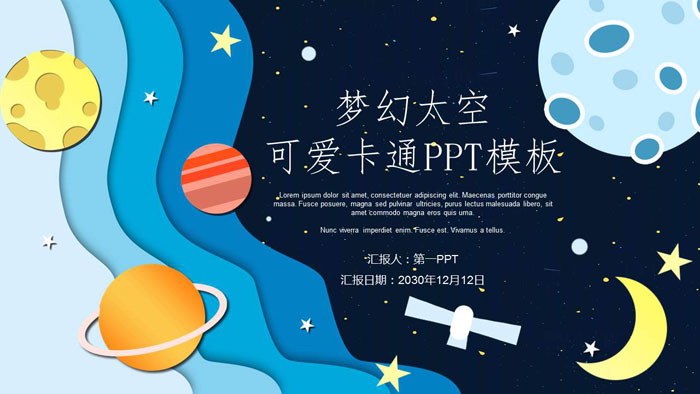 梦幻太空
可爱卡通PPT模板
Lorem ipsum dolor sit amet, consectetuer adipiscing elit. Maecenas porttitor congue
massa. Fusce posuere, magna sed pulvinar ultricies, purus lectus malesuada libero, sit
amet commodo magna eros quis urna.
Nunc viverra imperdiet enim. Fusce est. Vivamus a tellus.
汇报人：第一PPT
汇报日期：2030年12月12日